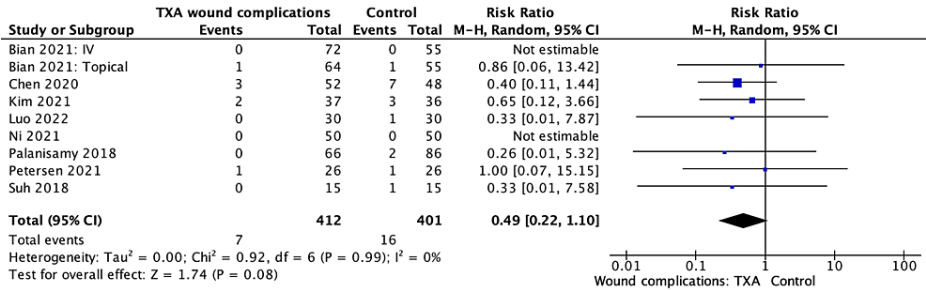 TXA wound complications Control Risk Ratio Risk Ratio
Study or Subgroup Events Total Events Total M-H, Random, 95% CI M-H, Random, 95% CI
Bian 2021: IV 0 72 0 55 Not estimable
Bian 2021: Topical 1 64 1 55 0.86 [0.06, 13.42]
Chen 2020 3 52 7 48 0.40 [0.11, 1.44]
Kim 2021 2 37 3 36 0.65 [0.12, 3.66]
Luo 2022 0 30 1 30 0.33 [0.01, 7.87]
Ni 2021 0 50 0 50 Not estimable
Palanisamy 2018 0 66 2 86 0.26 [0.01, 5.32]
Petersen 2021 1 26 1 26 1.00 [0.07, 15.15]
Suh 2018 0 15 1 15 0.33 [0.01, 7.58]
Total (95% CI) 412 401 0.49 [0.22, 1.10]
Total events 7 16
Heterogeneity: Tau² = 0.00; Chi² = 0.92, df = 6 (P = 0.99); I² = 0%
Test for overall effect: Z = 1.74 (P = 0.08)
0.01 0.1 1 10 100
Wound complications: TXA Control